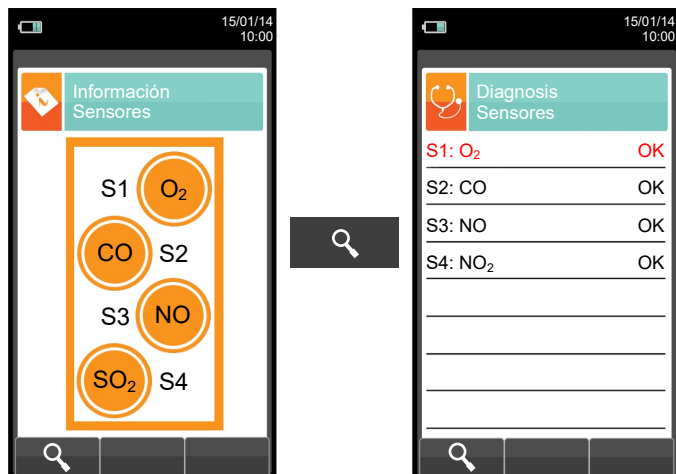 15/01/14
10:00
Información
Sensores
S1 O₂
CO S2
S3 NO
SO₂ S4
15/01/14
10:00
Diagnosis
Sensores
S1: O₂ OK
S2: CO OK
S3: NO OK
S4: NO₂ OK